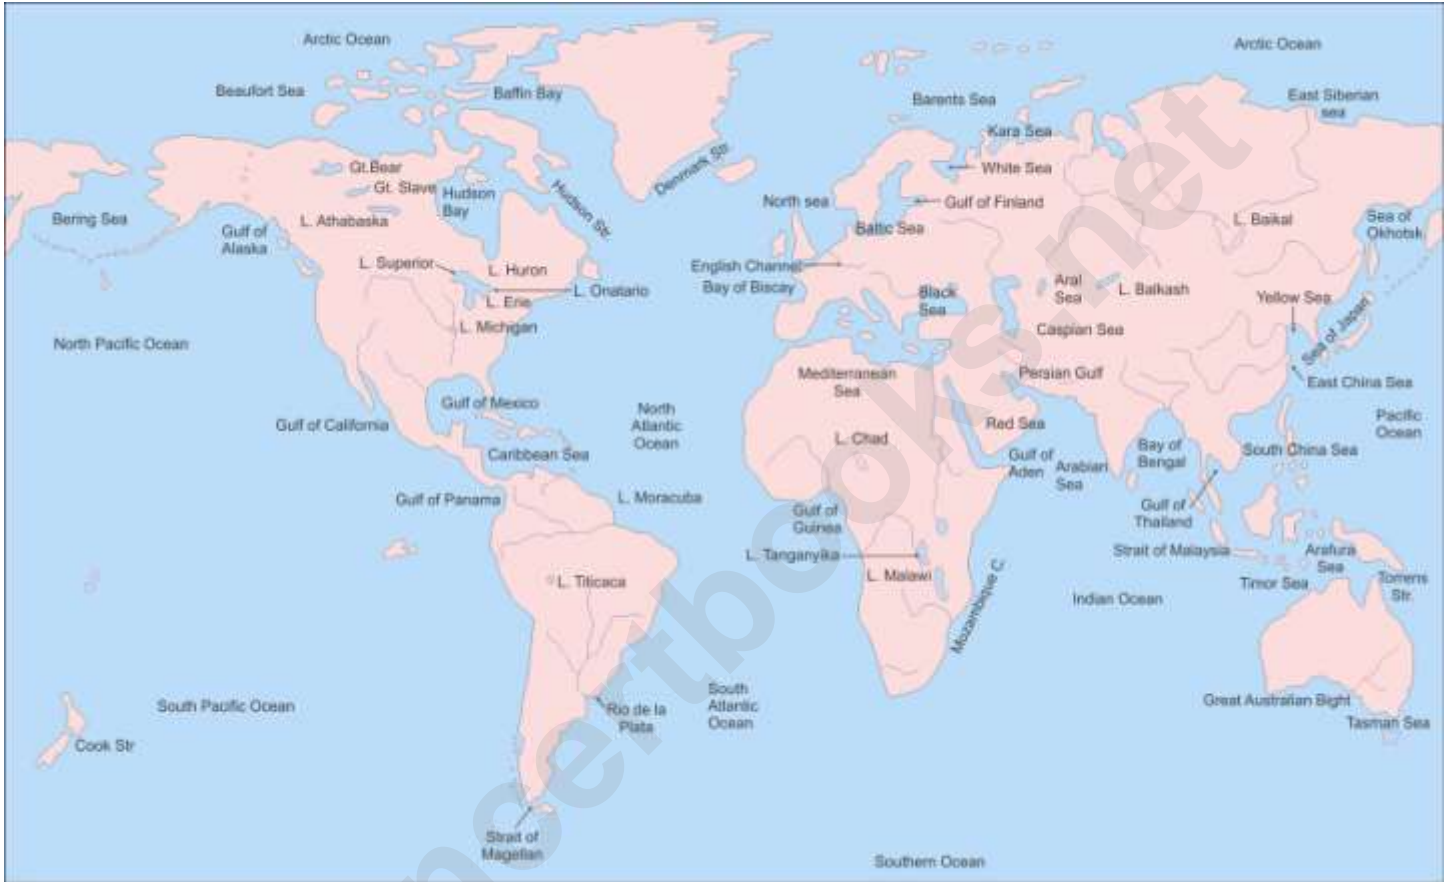 Arctic Ocean
Arctic Ocean
Beaufort Sea
Baffin Bay
Barents Sea
East Siberian
sea
Kara Sea
Denmark Str
White Sea
Gt.Bear
Gt. Slave
Hudson
Bay
Hudson Str
North sea
Gulf of Finland
Bering Sea
L. Athabaska
Gulf of
Alaska
Baltic Sea
L. Baikal
Sea of
Okhotsk
L. Superior
L. Huron
English Channel
L. Onatario
Bay of Biscay
L. Erie
Black
Sea
Aral
Sea
L. Balkash
Yellow Sea
L. Michigan
Caspian Sea
Sea of Japan
North Pacific Ocean
Mediterranean
Sea
Persian Gulf
East China Sea
Gulf of Mexico
North
Atlantic
Ocean
Pacific
Ocean
Gulf of California
Red Sea
L. Chad
Caribbean Sea
Gulf of
Aden
Arabian
Sea
Bay of
Bengal
South China Sea
Gulf of Panama
L. Moracuba
Gulf of
Guinea
Gulf of
Thailand
L. Tanganyika
Strait of Malaysia
Arafura
Sea
L. Titicaca
L. Malawi
Mozambique C.
Indian Ocean
Timor Sea
Torrens
Str.
South Pacific Ocean
South
Atlantic
Ocean
Rio de la
Plata
Great Australian Bight
Tasman Sea
Cook Str
Strait of
Magellan
Southern Ocean
ncertbooks.net